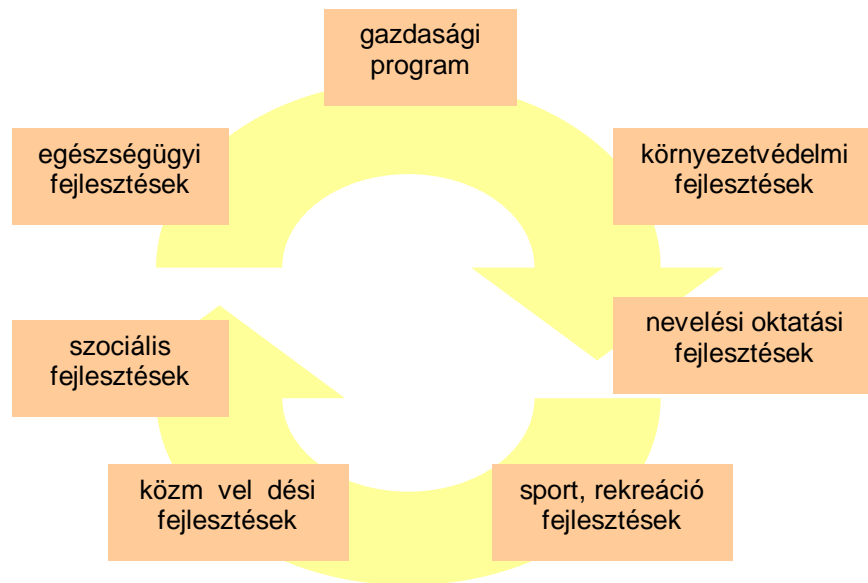 gazdasági
program
egészségügyi
fejlesztések
környezetvédelmi
fejlesztések
szociális
fejlesztések
nevelési oktatási
fejlesztések
közm vel dési
fejlesztések
sport, rekreáció
fejlesztések